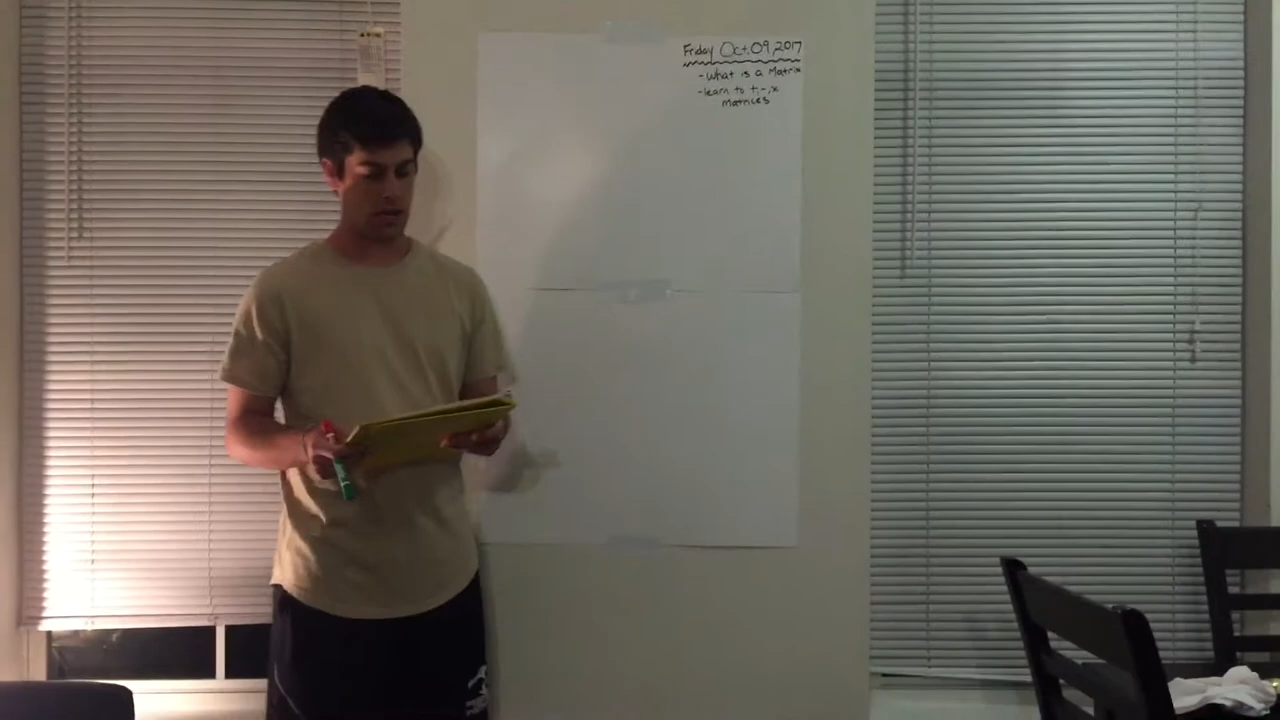 Friday Oct. 09, 2017
- What is a Matrix
- learn to +, -, x
matrices